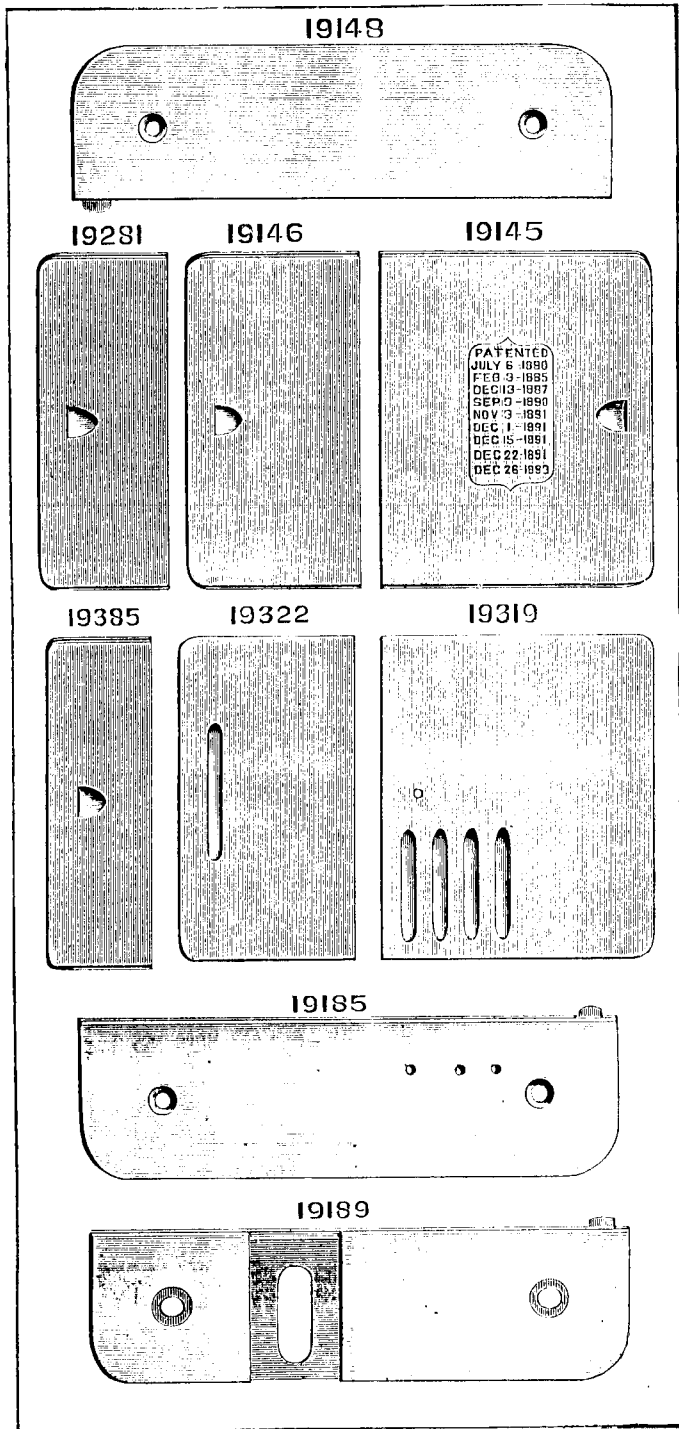 19148
19281 19146 19145
PATENTED
JULY 6-1880
FEB 3-1885
DEC 13-1887
SEP 9-1890
NOV 3-1891
DEC 1-1891
DEC 15-1891
DEC 22-1891
DEC 26-1893
19385 19322 19319
19185
19189